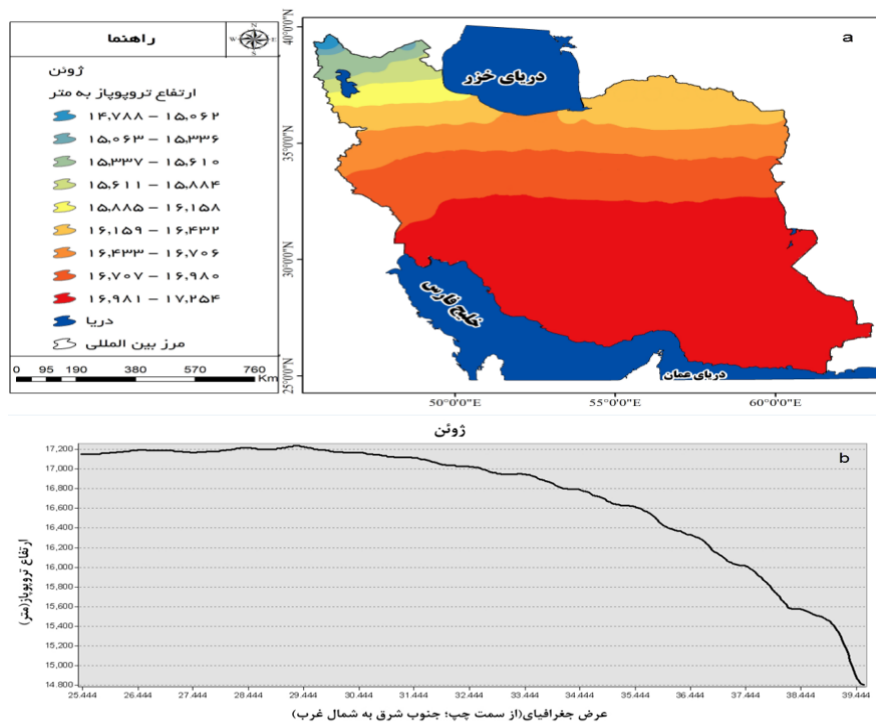 راهنما
N
W E
S
ژوئن
ارتفاع تروپوپاز به متر
۱۴,۷۸۸ – ۱۵,۰۶۲
۱۵,۰۶۳ – ۱۵,۳۳۶
۱۵,۳۳۷ – ۱۵,۶۱۰
۱۵,۶۱۱ – ۱۵,۸۸۴
۱۵,۸۸۵ – ۱۶,۱۵۸
۱۶,۱۵۹ – ۱۶,۴۳۲
۱۶,۴۳۳ – ۱۶,۷۰۶
۱۶,۷۰۷ – ۱۶,۹۸۰
۱۶,۹۸۱ – ۱۷,۲۵۴
دریا
مرز بین المللی
0 95 190 380 570 760
Km
a
40°0'0"N
35°0'0"N
30°0'0"N
25°0'0"N
دریای خزر
خلیج فارس
دریای عمان
50°0'0"E 55°0'0"E 60°0'0"E
ژوئن
b
ارتفاع تروپوپاز(متر)
17,200
17,000
16,800
16,600
16,400
16,200
16,000
15,800
15,600
15,400
15,200
15,000
14 800
25.444 26.444 27.444 28.444 29.444 30.444 31.444 32.444 33.444 34.444 35.444 36.444 37.444 38.444 39.444
عرض جغرافیای(از سمت چپ؛ جنوب شرق به شمال غرب)